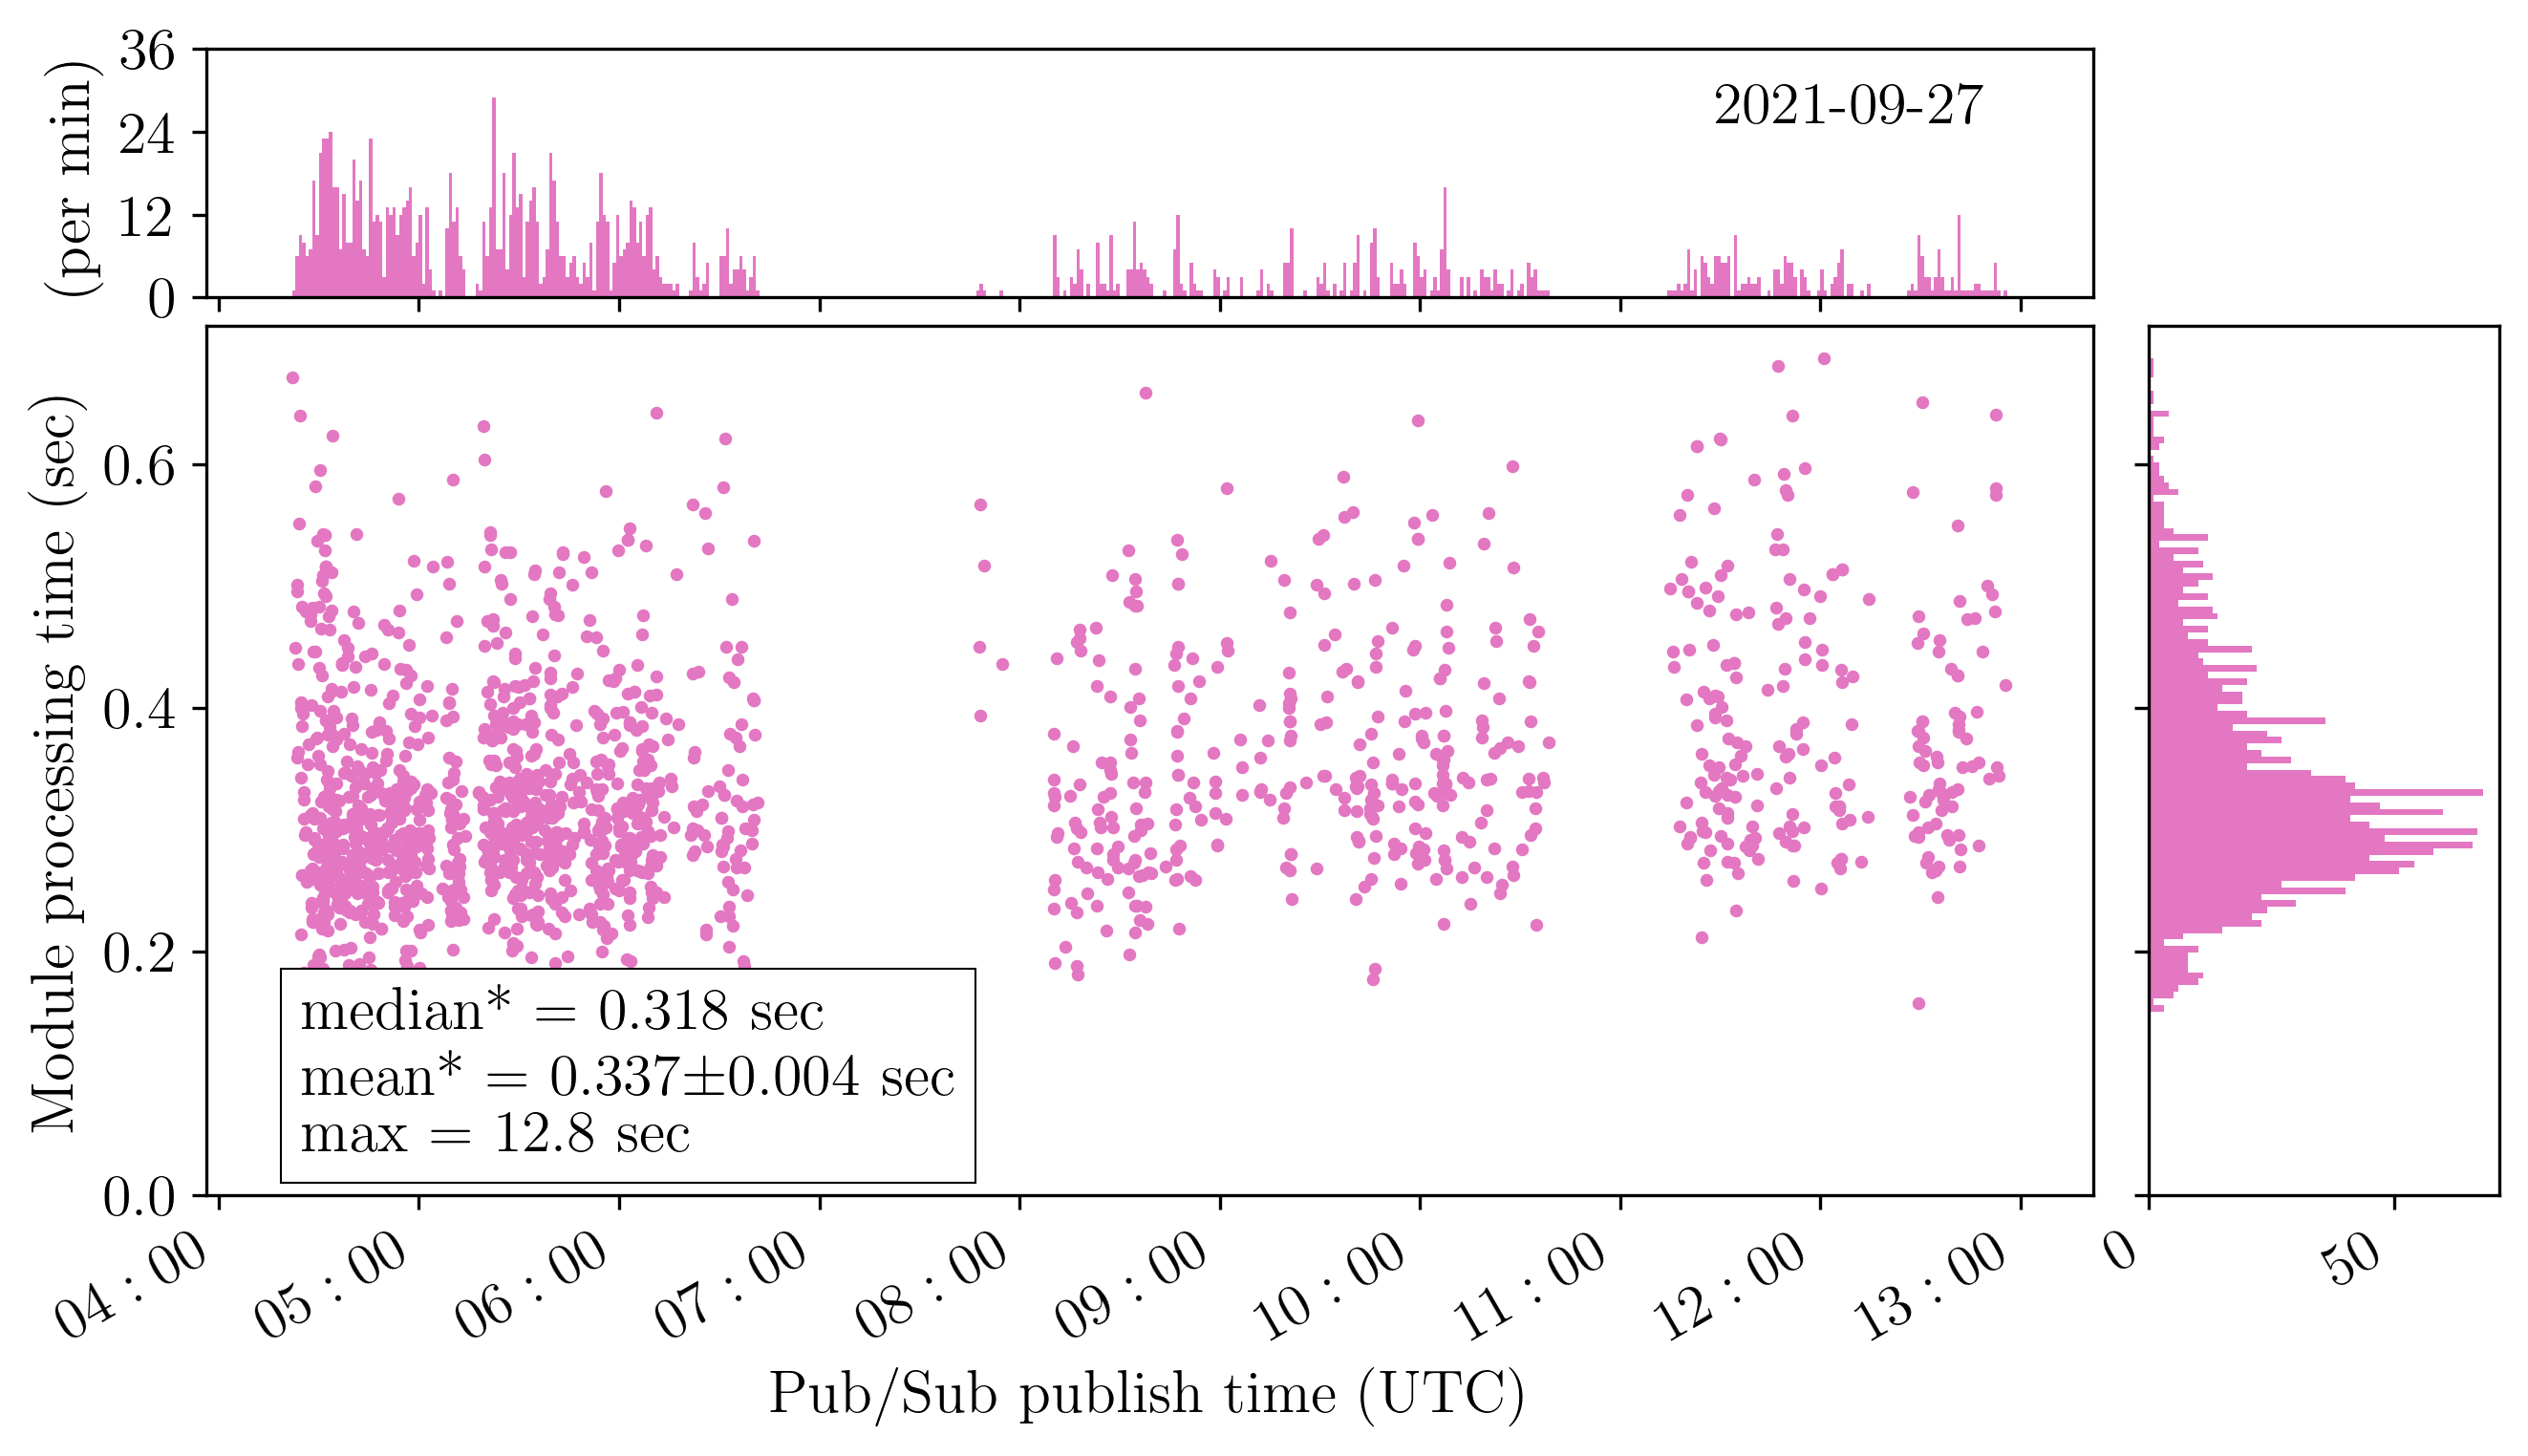 (per min)
36
24
12
0
2021-09-27
Module processing time (sec)
0.6
0.4
0.2
0.0
median* = 0.318 sec
mean* = 0.337±0.004 sec
max = 12.8 sec
04 : 00
05 : 00
06 : 00
07 : 00
08 : 00
09 : 00
10 : 00
11 : 00
12 : 00
13 : 00
0
50
Pub/Sub publish time (UTC)